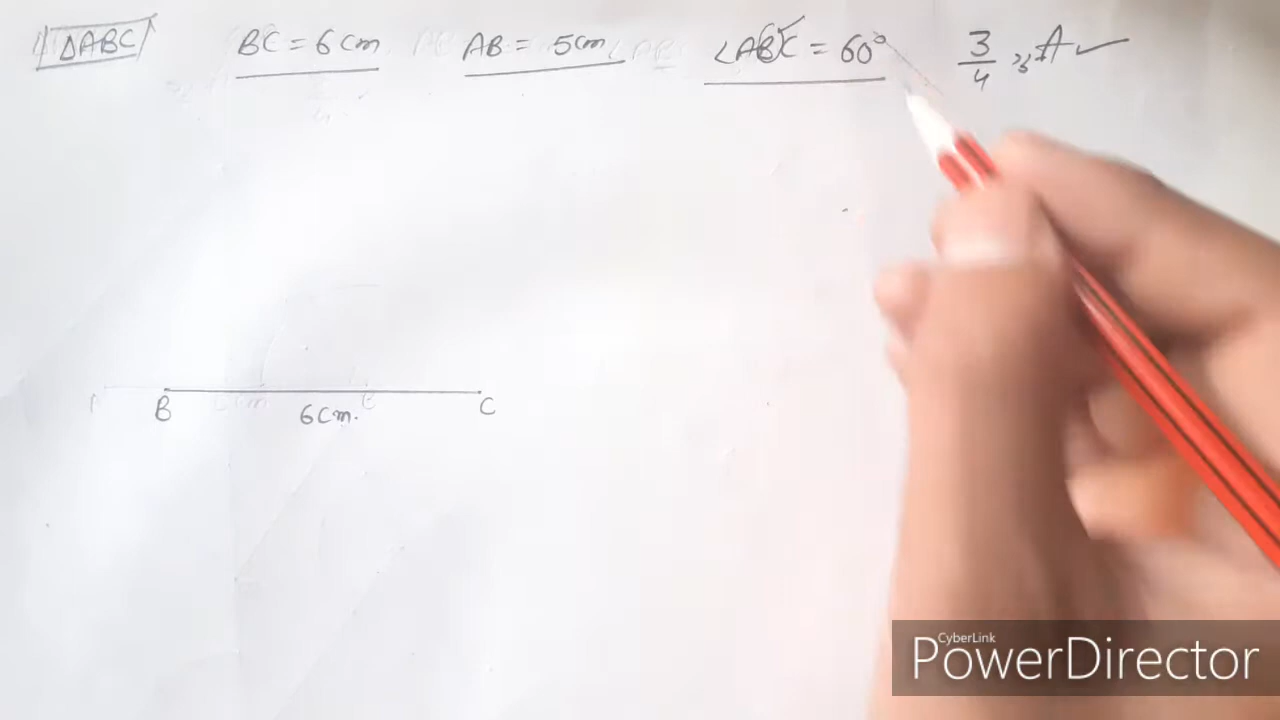 ΔABC BC = 6cm AB = 5cm ∠ABC = 60° 3/4
B 6cm. C
CyberLink
PowerDirector